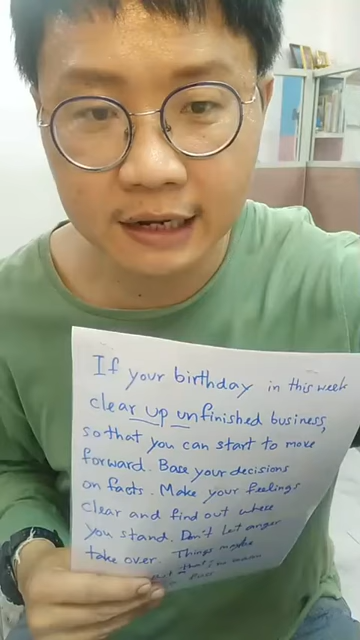 If your birthday in this week
clear up unfinished business,
so that you can start to move
forward. Base your decisions
on facts. Make your feelings
clear and find out where
you stand. Don't let anger
take over. Things maybe
that